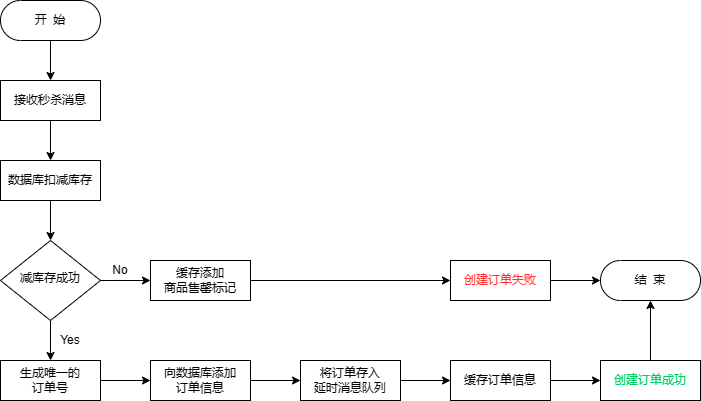 开 始
接收秒杀消息
数据库扣减库存
减库存成功
No
缓存添加
商品售罄标记
创建订单失败
结 束
Yes
生成唯一的
订单号
向数据库添加
订单信息
将订单存入
延时消息队列
缓存订单信息
创建订单成功